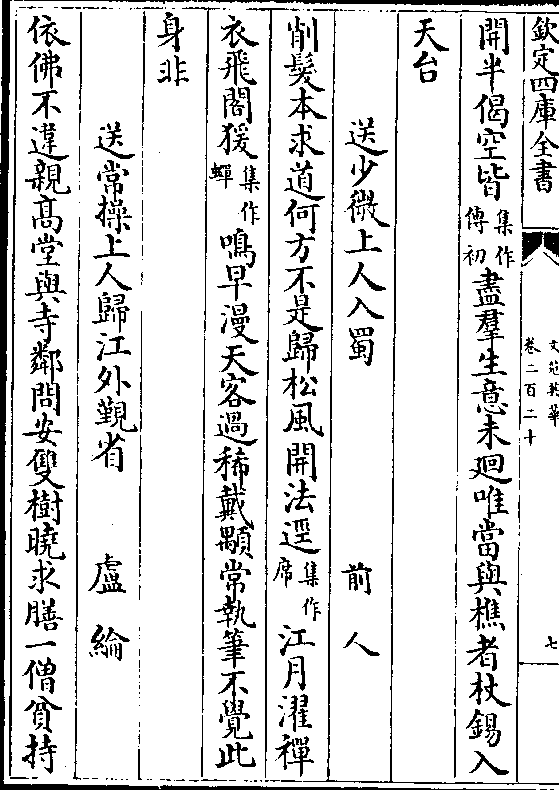 欽定四庫全書
文苑英華
卷二百二十
七
開半偈空皆集作傳初盡羣生意未廻唯當與樵者杖錫入
天台
送少微上人入蜀　前人
削髮本求道何方不是歸松風開法逕集作席江月濯禪
衣飛閣猨集作蟬鳴早漫天客過稀戴顒常執筆不覺此
身非
送常操上人歸江外覲省　盧綸
依佛不違親高堂與寺鄰問安雙樹曉求膳一僧貧持